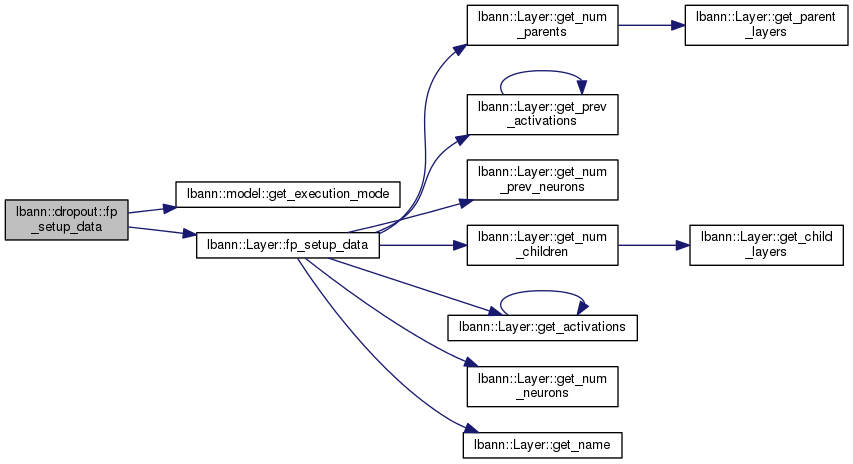 lbann::dropout::fp
_setup_data
lbann::model::get_execution_mode
lbann::Layer::fp_setup_data
lbann::Layer::get_num
_parents
lbann::Layer::get_parent
_layers
lbann::Layer::get_prev
_activations
lbann::Layer::get_num
_prev_neurons
lbann::Layer::get_num
_children
lbann::Layer::get_child
_layers
lbann::Layer::get_activations
lbann::Layer::get_num
_neurons
lbann::Layer::get_name